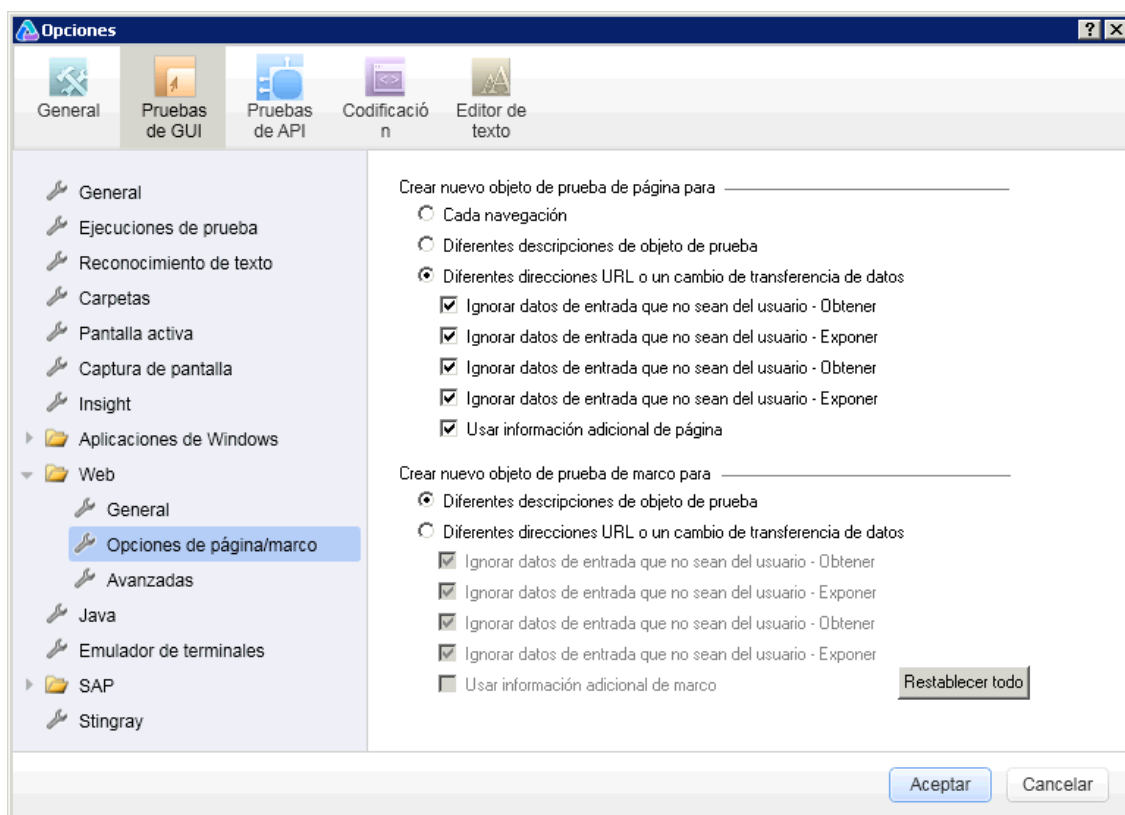 Opciones
General
Pruebas
de GUI
Pruebas
de API
Codificació
n
Editor de
texto
General
Ejecuciones de prueba
Reconocimiento de texto
Carpetas
Pantalla activa
Captura de pantalla
Insight
Aplicaciones de Windows
Web
General
Opciones de página/marco
Avanzadas
Java
Emulador de terminales
SAP
Stingray
Crear nuevo objeto de prueba de página para
Cada navegación
Diferentes descripciones de objeto de prueba
Diferentes direcciones URL o un cambio de transferencia de datos
Ignorar datos de entrada que no sean del usuario - Obtener
Ignorar datos de entrada que no sean del usuario - Exponer
Ignorar datos de entrada que no sean del usuario - Obtener
Ignorar datos de entrada que no sean del usuario - Exponer
Usar información adicional de página
Crear nuevo objeto de prueba de marco para
Diferentes descripciones de objeto de prueba
Diferentes direcciones URL o un cambio de transferencia de datos
Ignorar datos de entrada que no sean del usuario - Obtener
Ignorar datos de entrada que no sean del usuario - Exponer
Ignorar datos de entrada que no sean del usuario - Obtener
Ignorar datos de entrada que no sean del usuario - Exponer
Usar información adicional de marco
Restablecer todo
Aceptar
Cancelar